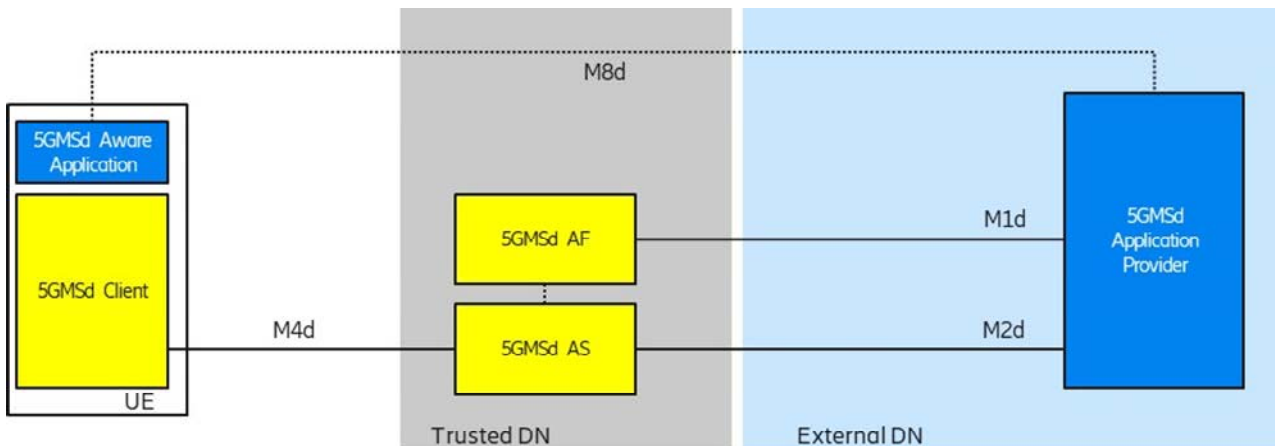 M8d
5GMSd Aware
Application
5GMSd Client
UE
M4d
5GMSd AF
5GMSd AS
M1d
M2d
5GMSd
Application
Provider
Trusted DN
External DN